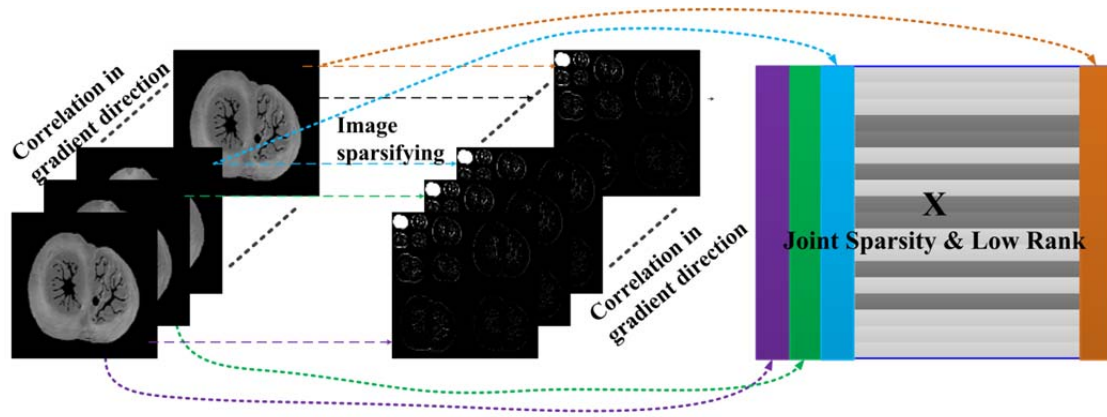 Correlation in
gradient direction
Image
sparsifying
Correlation in
gradient direction
X
Joint Sparsity & Low Rank